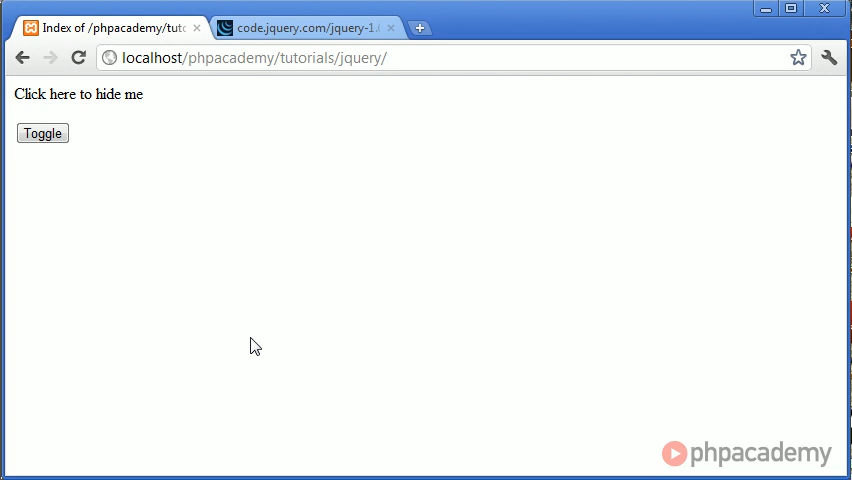 Index of /phpacademy/tuto
code.jquery.com/jquery-1.
localhost/phpacademy/tutorials/jquery/
Click here to hide me
Toggle
phpacademy